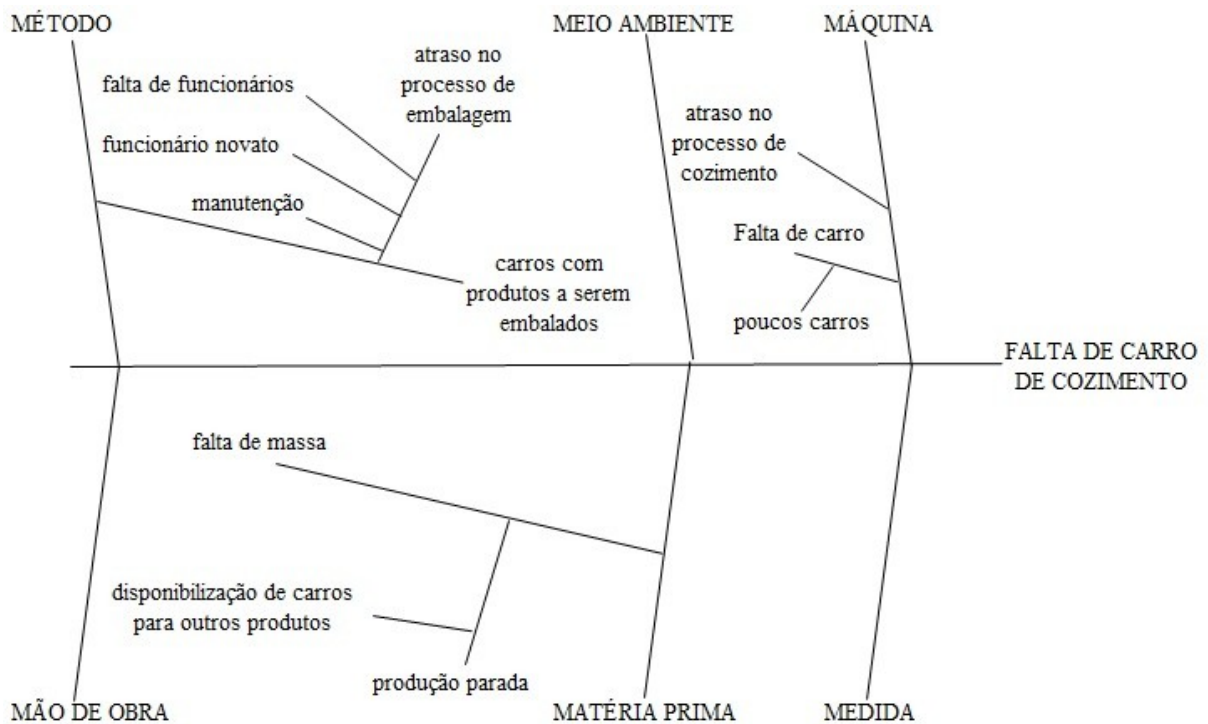 MÉTODO
MEIO AMBIENTE
MÁQUINA
atraso no
processo de
embalagem
falta de funcionários
funcionário novato
manutenção
carros com
produtos a serem
embalados
atraso no
processo de
cozimento
Falta de carro
poucos carros
FALTA DE CARRO
DE COZIMENTO
falta de massa
disponibilização de carros
para outros produtos
produção parada
MÃO DE OBRA
MATÉRIA PRIMA
MEDIDA